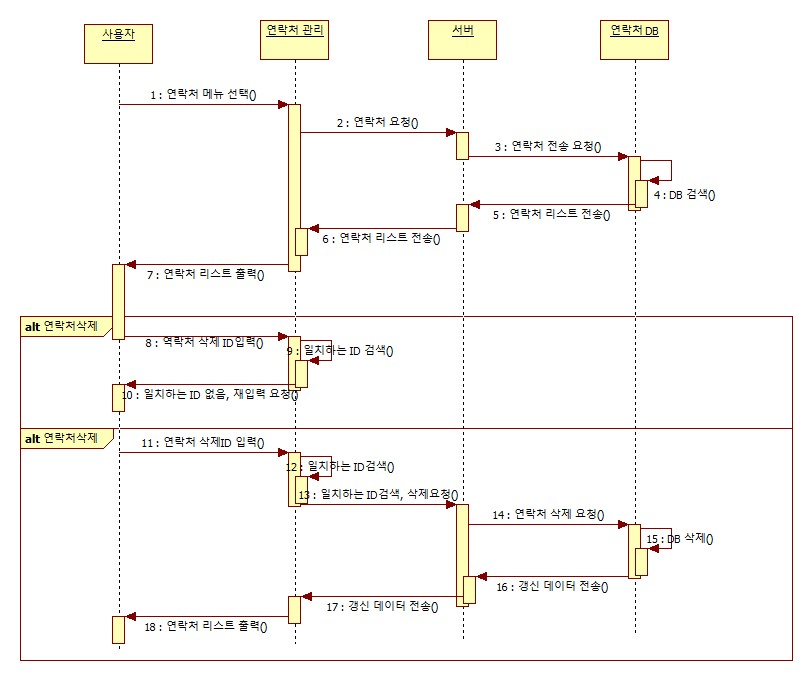 사용자
연락처 관리
서버
연락처 DB
1 : 연락처 메뉴 선택()
2 : 연락처 요청()
3 : 연락처 전송 요청()
4 : DB 검색()
5 : 연락처 리스트 전송()
6 : 연락처 리스트 전송()
7 : 연락처 리스트 출력()
alt 연락처삭제
8 : 역락처 삭제 ID입력()
9 : 일치하는 ID 검색()
10 : 일치하는 ID 없음, 재입력 요청()
alt 연락처삭제
11 : 연락처 삭제ID 입력()
12 : 일치하는 ID검색()
13 : 일치하는 ID검색, 삭제요청()
14 : 연락처 삭제 요청()
15 : DB 삭제()
16 : 갱신 데이터 전송()
17 : 갱신 데이터 전송()
18 : 연락처 리스트 출력()